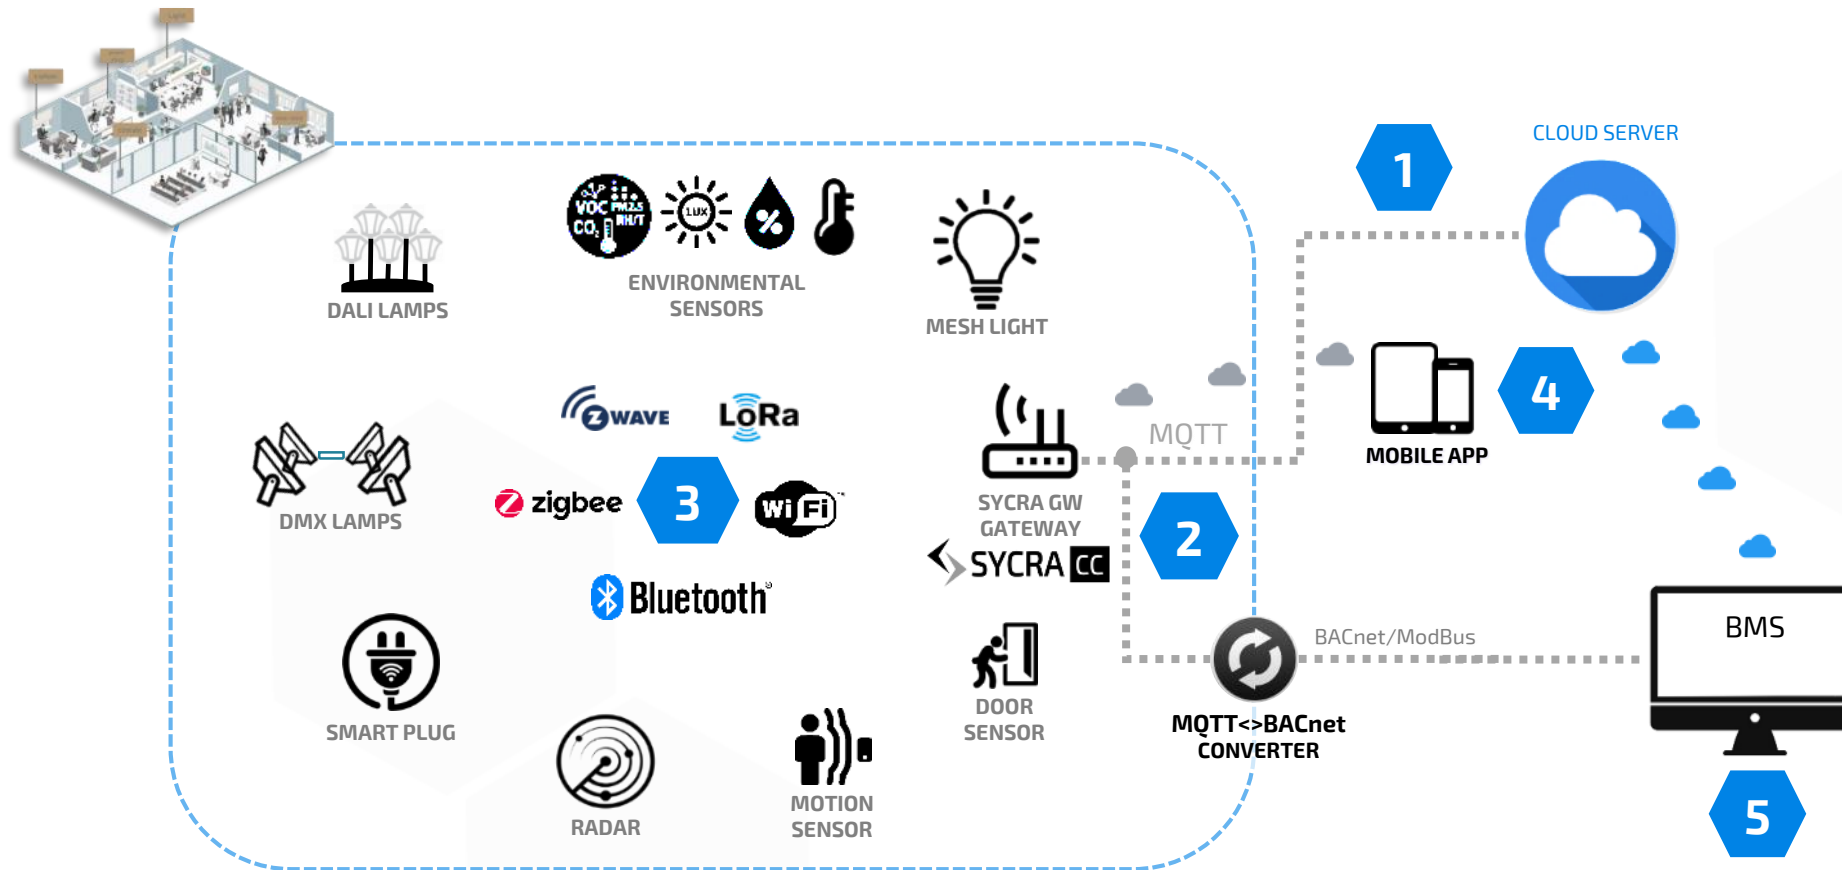 CLOUD SERVER
1
VOC PM2.5
RH/T
CO2
LUX
%
ENVIRONMENTAL
SENSORS
DALI LAMPS
MESH LIGHT
4
MOBILE APP
Z WAVE
LoRa
MQTT
zigbee
3
Wi Fi
DMX LAMPS
SYCRA GW
GATEWAY
SYCRA CC
2
Bluetooth®
BMS
BACnet/ModBus
SMART PLUG
DOOR
SENSOR
MQTT<>BACnet
CONVERTER
RADAR
MOTION
SENSOR
5